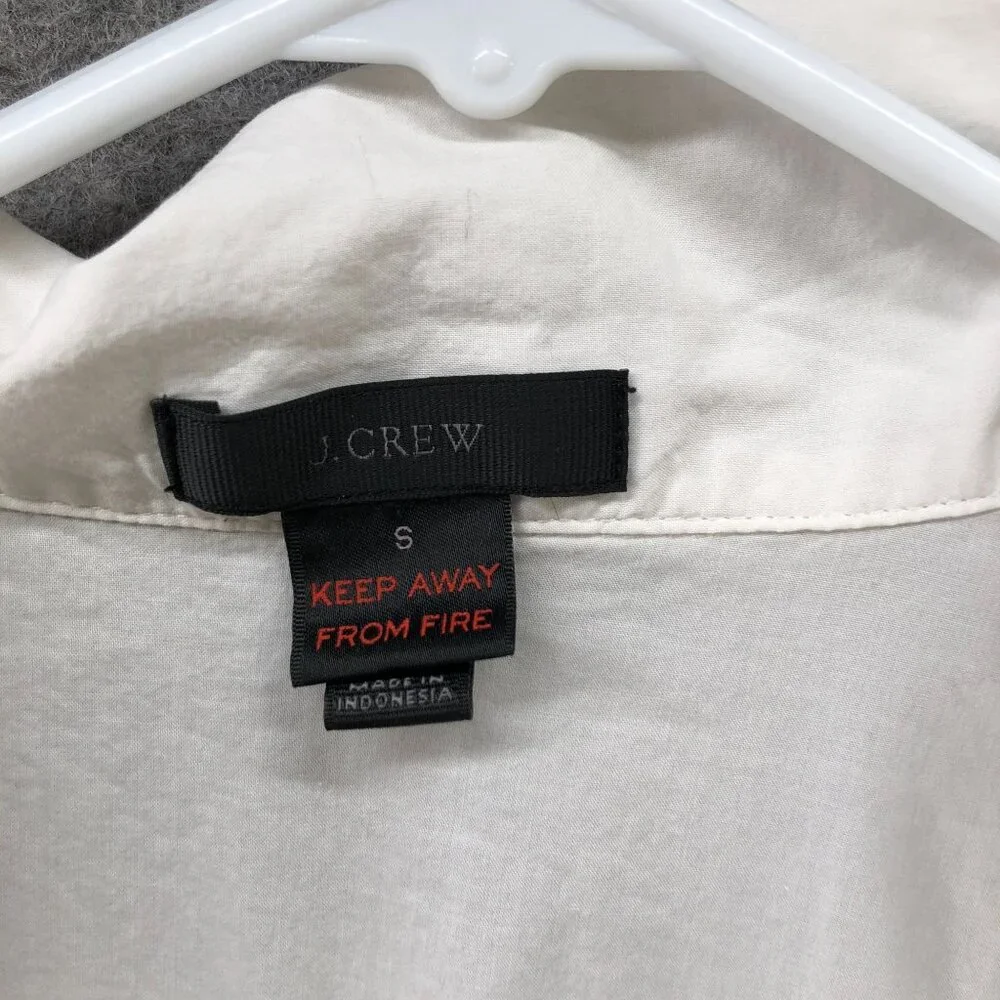 J.CREW
S
KEEP AWAY
FROM FIRE
MADE IN
INDONESIA